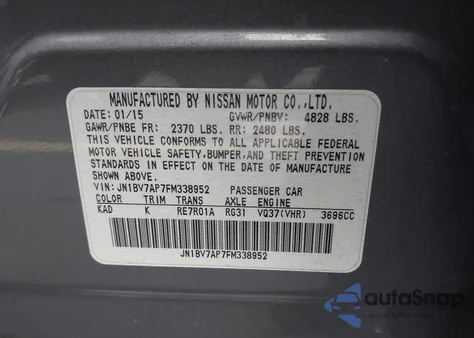 MANUFACTURED BY NISSAN MOTOR CO.,LTD.
DATE: 01/15 GVWR/PNBV: 4828 LBS.
GAWR/PNBE FR: 2370 LBS. RR: 2480 LBS.
THIS VEHICLE CONFORMS TO ALL APPLICABLE FEDERAL
MOTOR VEHICLE SAFETY,BUMPER,AND THEFT PREVENTION
STANDARDS IN EFFECT ON THE DATE OF MANUFACTURE
SHOWN ABOVE.
VIN: JN1BV7AP7FM338952 PASSENGER CAR
COLOR TRIM TRANS AXLE ENGINE
KAD K RE7R01A RG31 VQ37(VHR) 3696CC
JN1BV7AP7FM338952
autoSnap